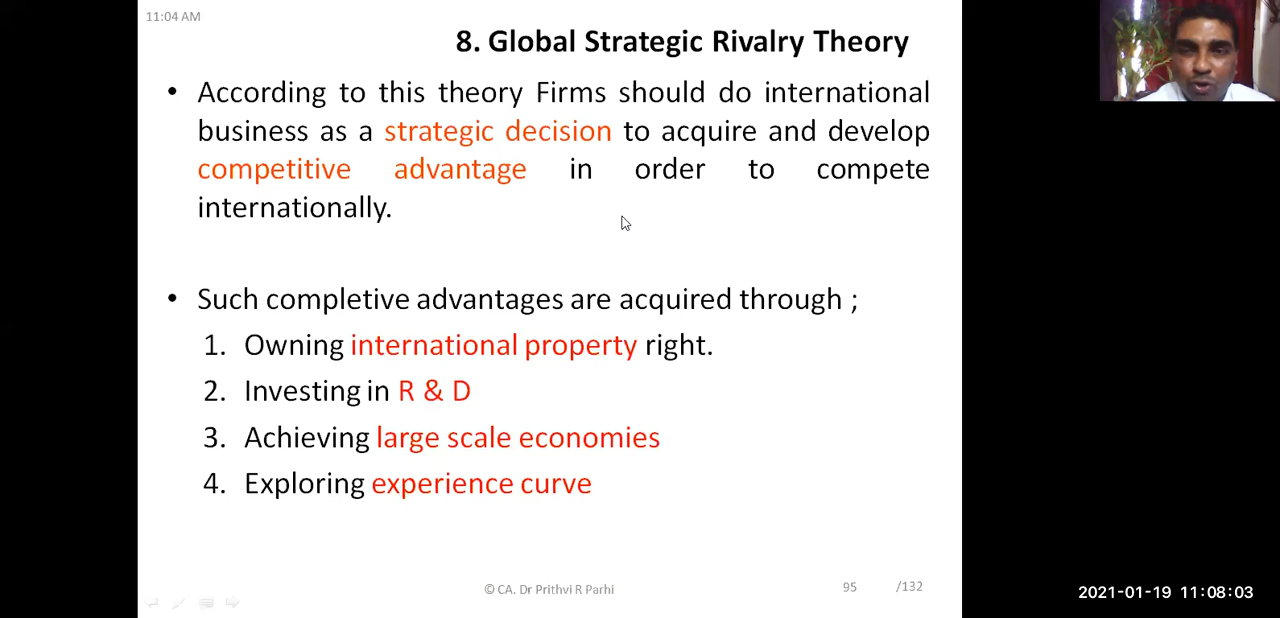 11:04 AM
8. Global Strategic Rivalry Theory
• According to this theory Firms should do international
business as a strategic decision to acquire and develop
competitive advantage in order to compete
internationally.
• Such completive advantages are acquired through ;
1. Owning international property right.
2. Investing in R & D
3. Achieving large scale economies
4. Exploring experience curve
© CA. Dr Prithvi R Parhi
95 /132
2021-01-19 11:08:03